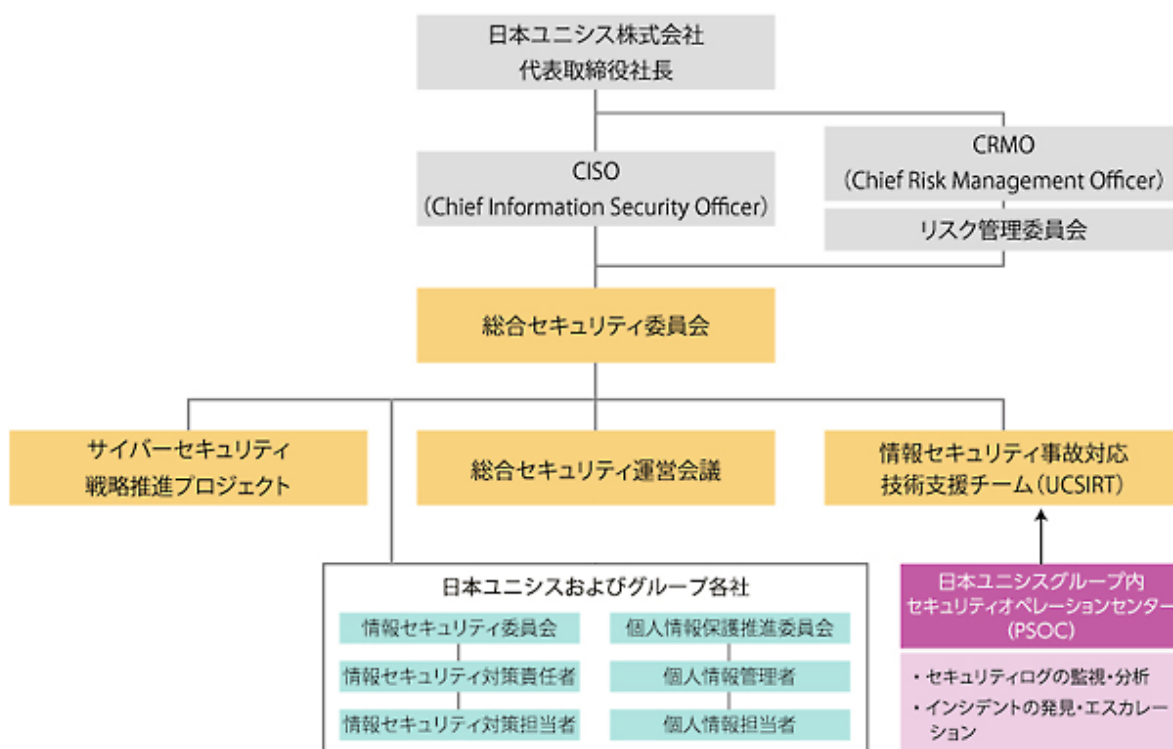 日本ユニシス株式会社
代表取締役社長
CISO
（Chief Information Security Officer）
CRMO
（Chief Risk Management Officer）
リスク管理委員会
総合セキュリティ委員会
サイバーセキュリティ
戦略推進プロジェクト
総合セキュリティ運営会議
情報セキュリティ事故対応
技術支援チーム（UCSIRT）
日本ユニシスおよびグループ各社
情報セキュリティ委員会
情報セキュリティ対策責任者
情報セキュリティ対策担当者
個人情報保護推進委員会
個人情報管理者
個人情報担当者
日本ユニシスグループ内
セキュリティオペレーションセンター
（PSOC）
・セキュリティログの監視・分析
・インシデントの発見・エスカレー
ション